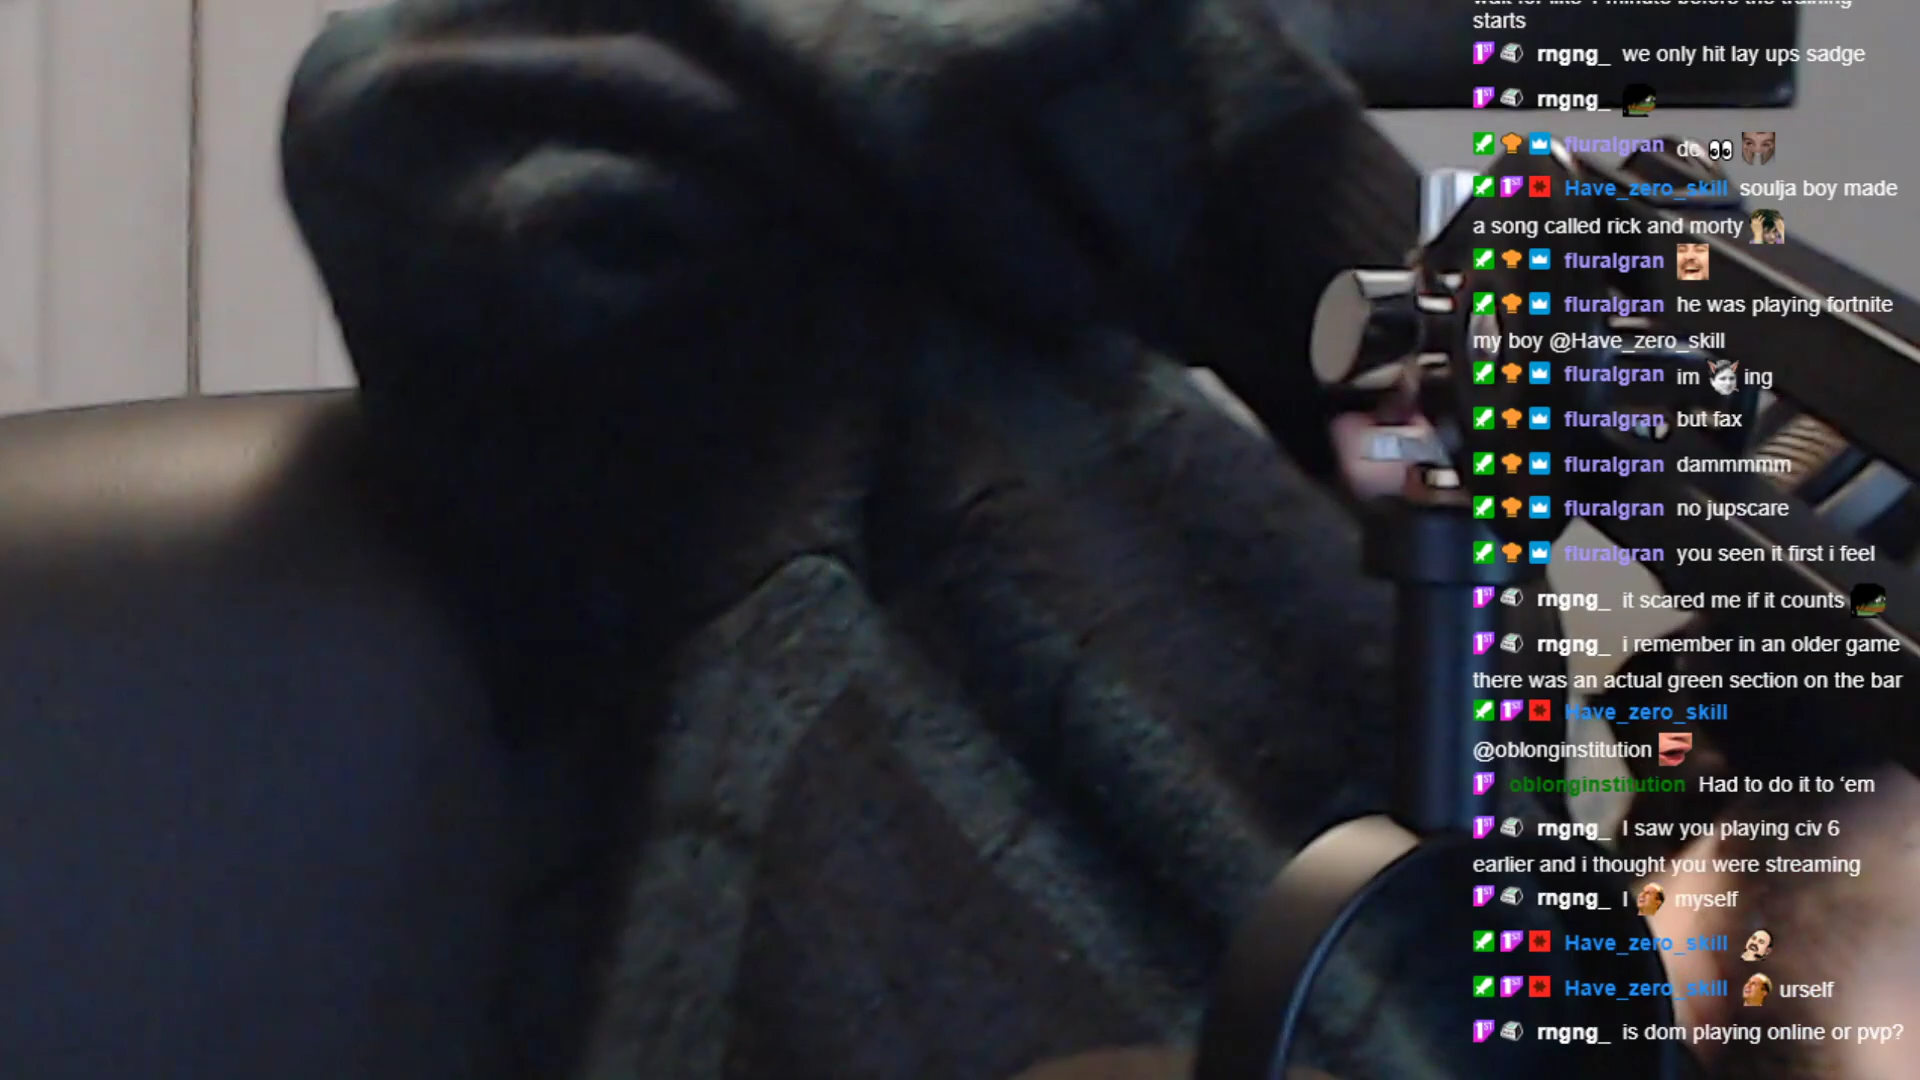 starts
rngng_ we only hit lay ups sadge
rngng_
fluralgran do
Have_zero_skill soulja boy made
a song called rick and morty
fluralgran
fluralgran he was playing fortnite
my boy @Have_zero_skill
fluralgran im ing
fluralgran but fax
fluralgran dammmmm
fluralgran no jupscare
fluralgran you seen it first i feel
rngng_ it scared me if it counts
rngng_ i remember in an older game
there was an actual green section on the bar
Have_zero_skill
@oblonginstitution
oblonginstitution Had to do it to ‘em
rngng_ I saw you playing civ 6
earlier and i thought you were streaming
rngng_ I myself
Have_zero_skill
Have_zero_skill urself
rngng_ is dom playing online or pvp?